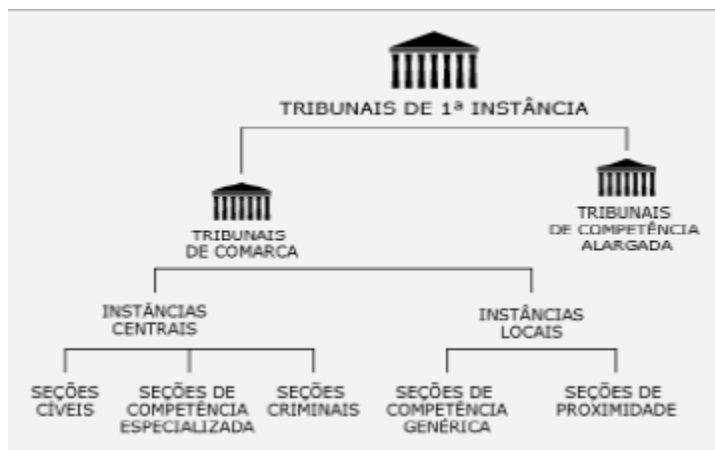 TRIBUNAIS DE 1ª INSTÂNCIA
TRIBUNAIS
DE COMARCA
TRIBUNAIS
DE COMPETÊNCIA
ALARGADA
INSTÂNCIAS
CENTRAIS
INSTÂNCIAS
LOCAIS
SEÇÕES
CÍVEIS
SEÇÕES DE
COMPETÊNCIA
ESPECIALIZADA
SEÇÕES
CRIMINAIS
SEÇÕES DE
COMPETÊNCIA
GENÉRICA
SEÇÕES DE
PROXIMIDADE